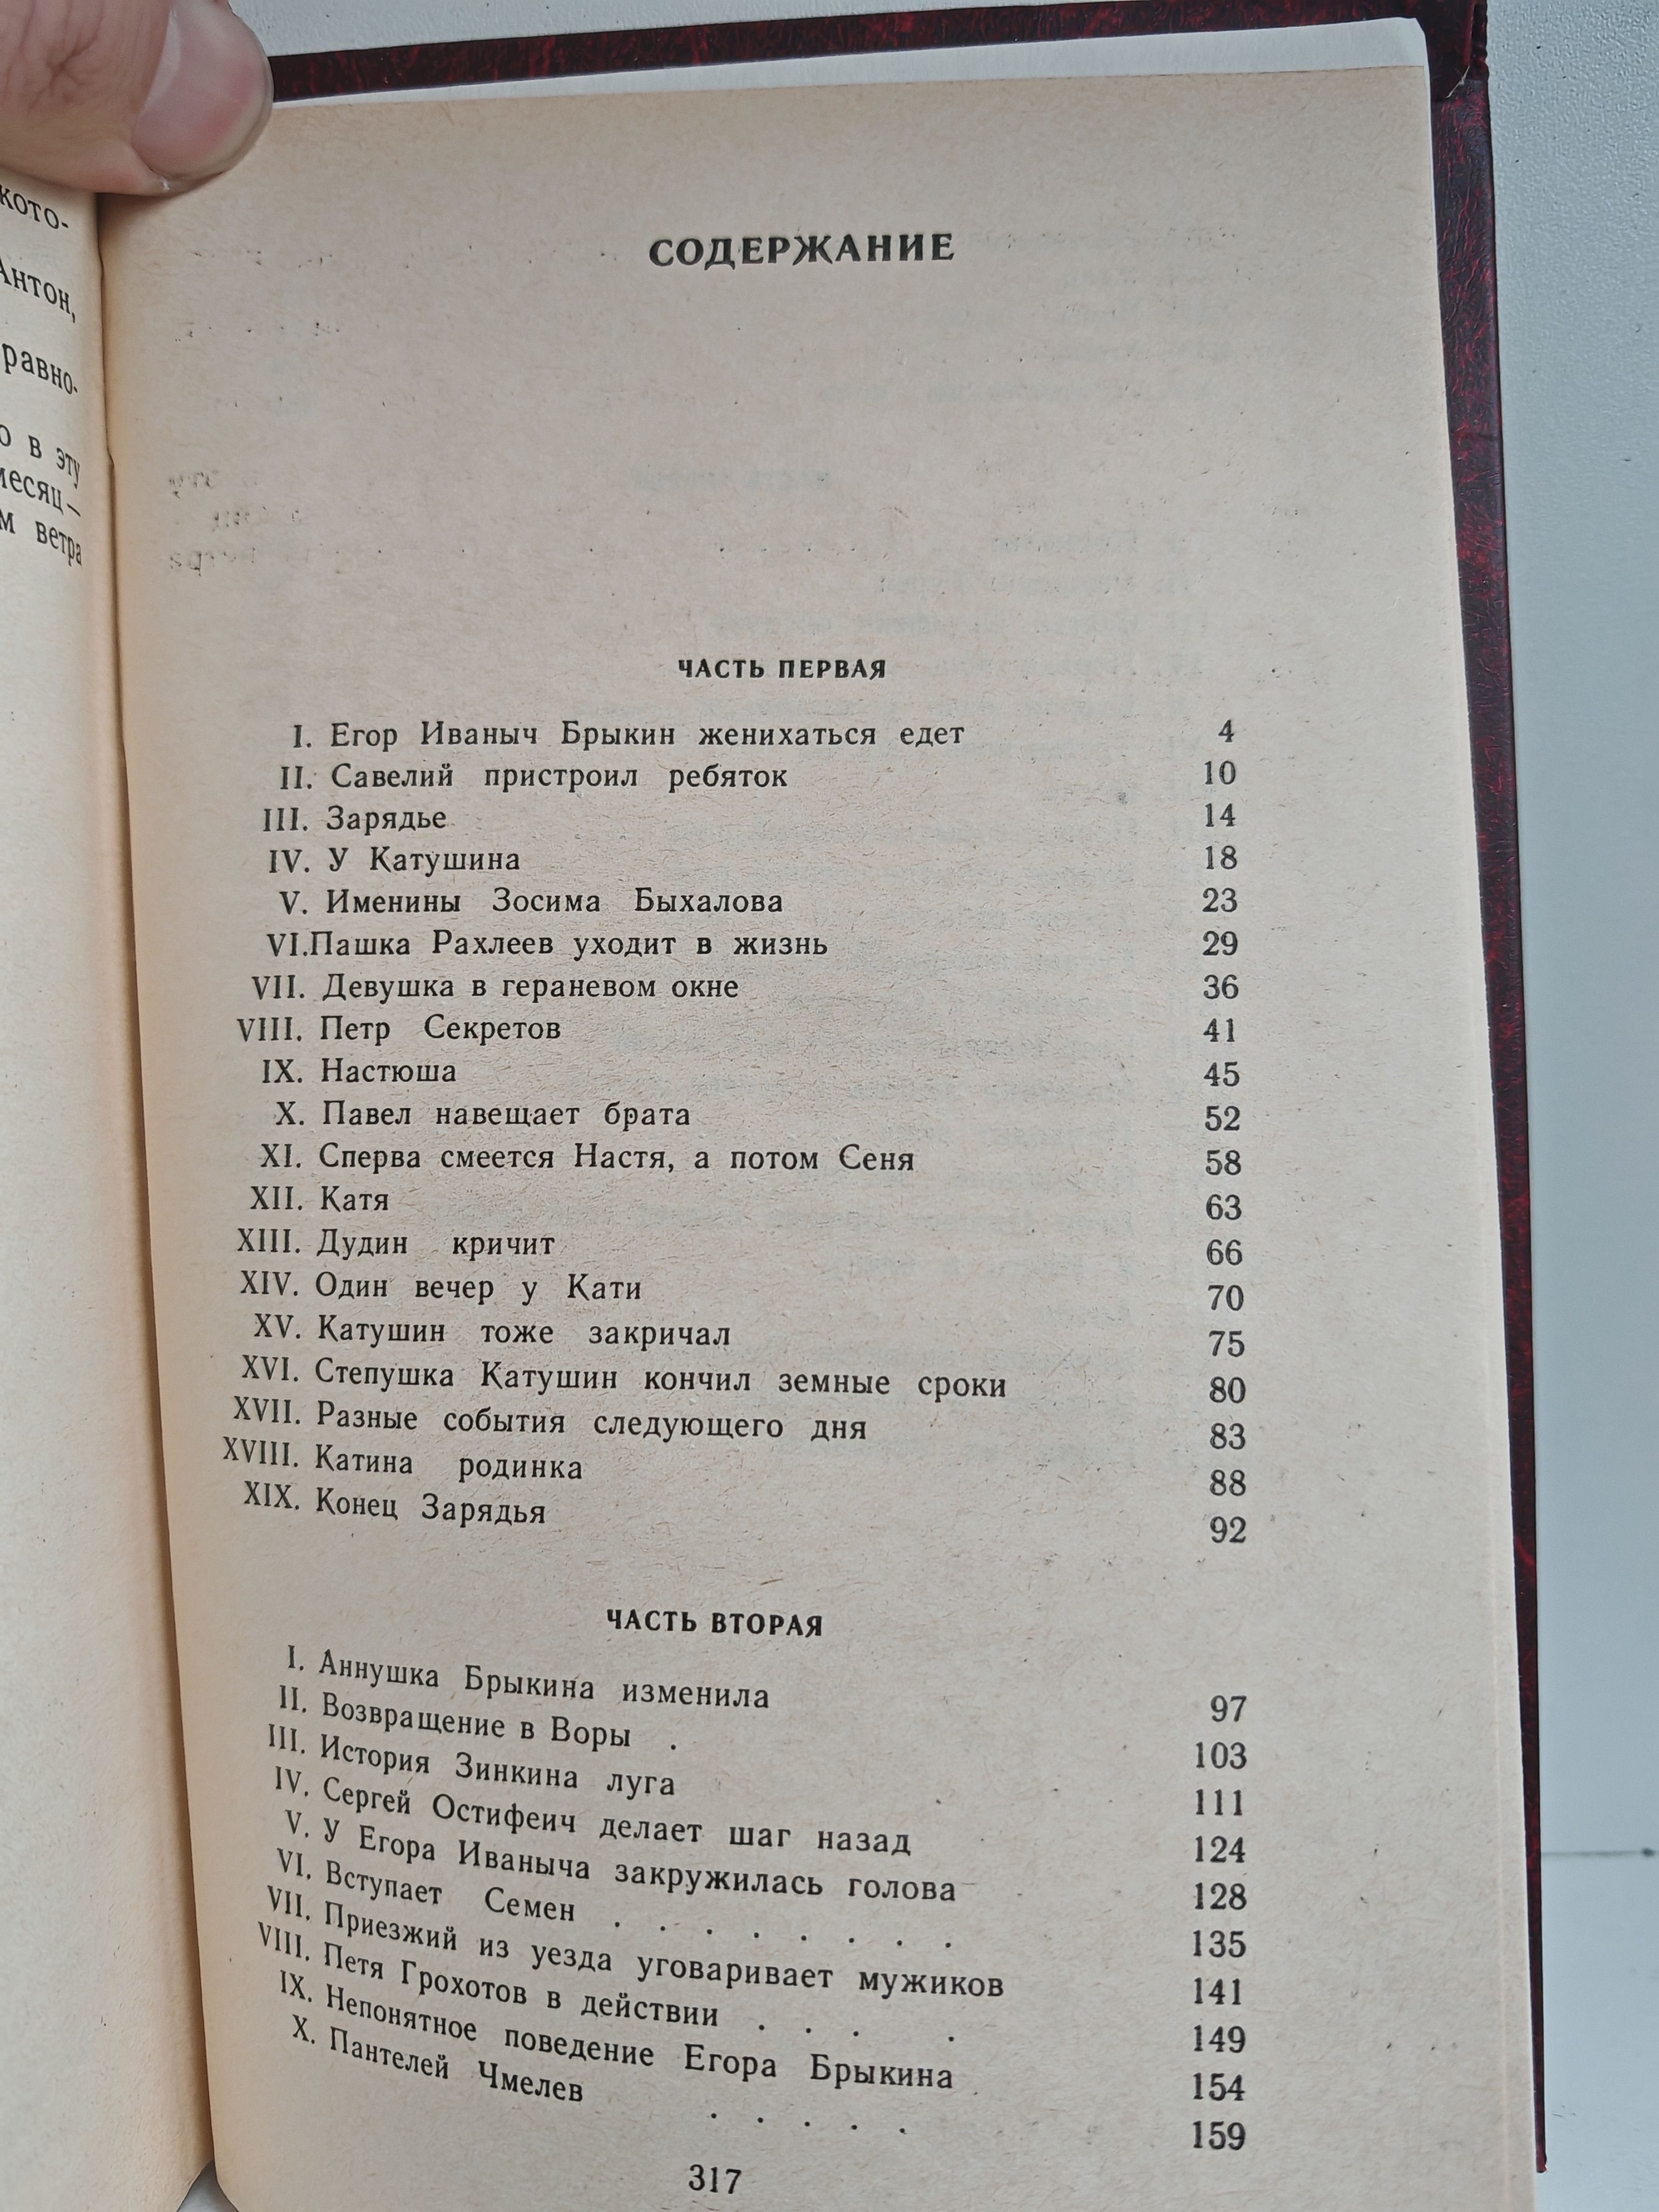 кото-
Антон,
равно-
о в эту
месяц —
м ветра
СОДЕРЖАНИЕ
ЧАСТЬ ПЕРВАЯ
I. Егор Иваныч Брыкин женихаться едет 4
II. Савелий пристроил ребяток 10
III. Зарядье 14
IV. У Катушина 18
V. Именины Зосима Быхалова 23
VI.Пашка Рахлеев уходит в жизнь 29
VII. Девушка в гераневом окне 36
VIII. Петр Секретов 41
IX. Настюша 45
X. Павел навещает брата 52
XI. Сперва смеется Настя, а потом Сеня 58
XII. Катя 63
XIII. Дудин кричит 66
XIV. Один вечер у Кати 70
XV. Катушин тоже закричал 75
XVI. Степушка Катушин кончил земные сроки 80
XVII. Разные события следующего дня 83
XVIII. Катина родинка 88
XIX. Конец Зарядья 92
ЧАСТЬ ВТОРАЯ
I. Аннушка Брыкина изменила 97
II. Возвращение в Воры . 103
III. История Зинкина луга 111
IV. Сергей Остифеич делает шаг назад 124
V. У Егора Иваныча закружилась голова 128
VI. Вступает Семен . . . . . . . . 135
VII. Приезжий из уезда уговаривает мужиков 141
VIII. Петя Грохотов в действии . . . . 149
IX. Непонятное поведение Егора Брыкина 154
X. Пантелей Чмелев . . . . . 159
317